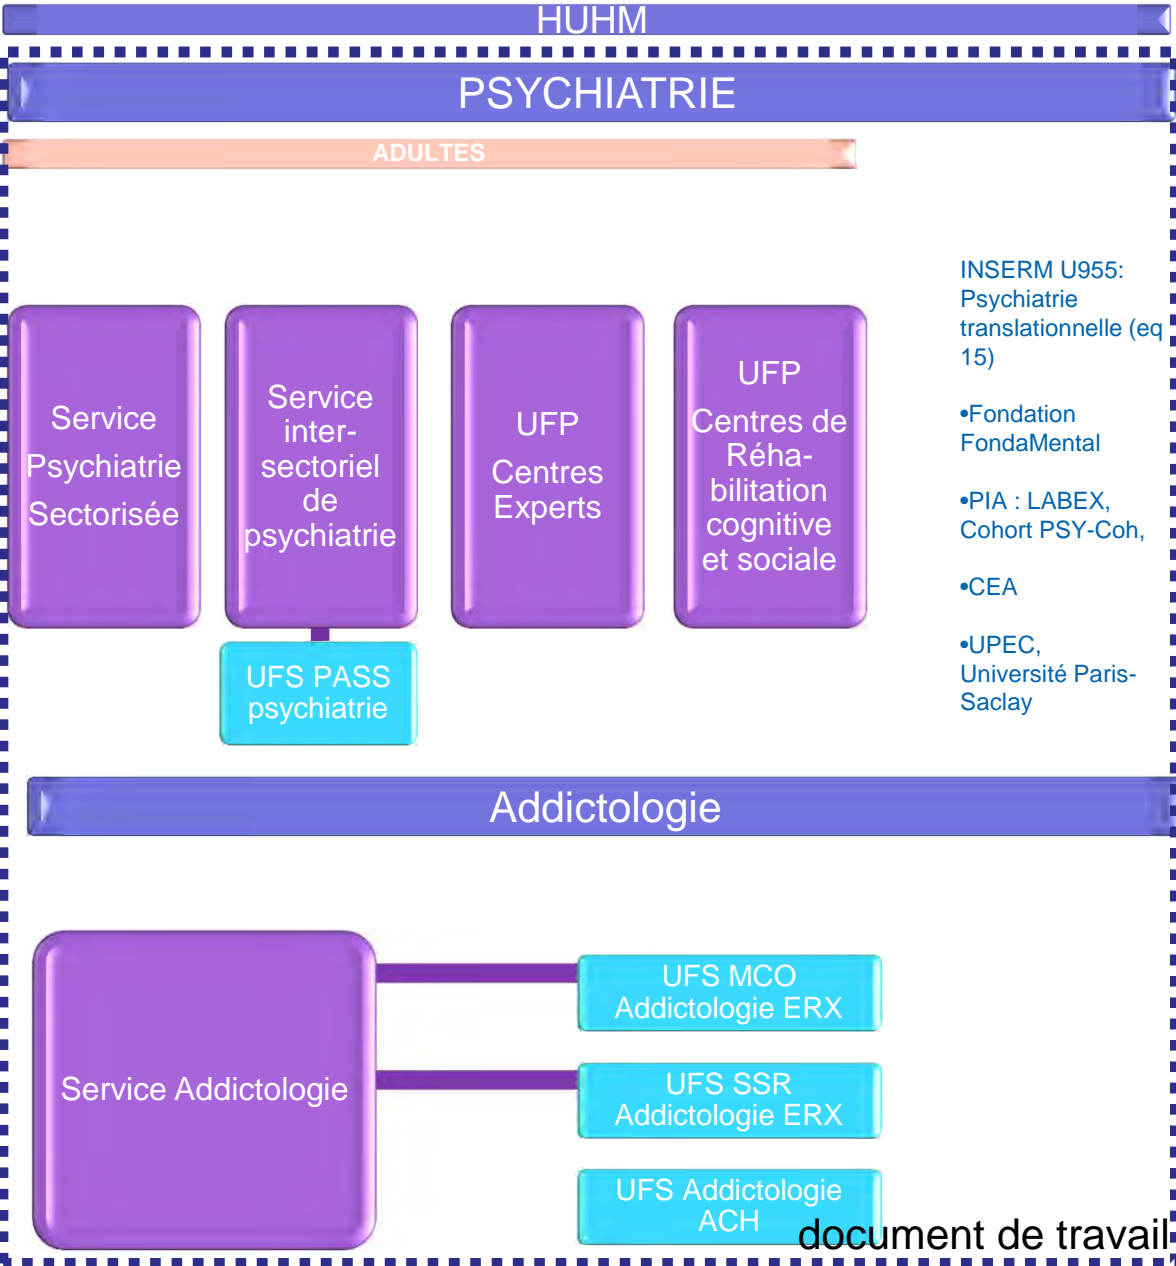 HUHM
PSYCHIATRIE
ADULTES
Service
Psychiatrie
Sectorisée
Service
inter-
sectoriel
de
psychiatrie
UFP
Centres
Experts
UFP
Centres de
Réha-
bilitation
cognitive
et sociale
UFS PASS
psychiatrie
INSERM U955:
Psychiatrie
translationnelle (eq
15)
•Fondation
FondaMental
•PIA : LABEX,
Cohort PSY-Coh,
•CEA
•UPEC,
Université Paris-
Saclay
Addictologie
Service Addictologie
UFS MCO
Addictologie ERX
UFS SSR
Addictologie ERX
UFS Addictologie
ACH
document de travail